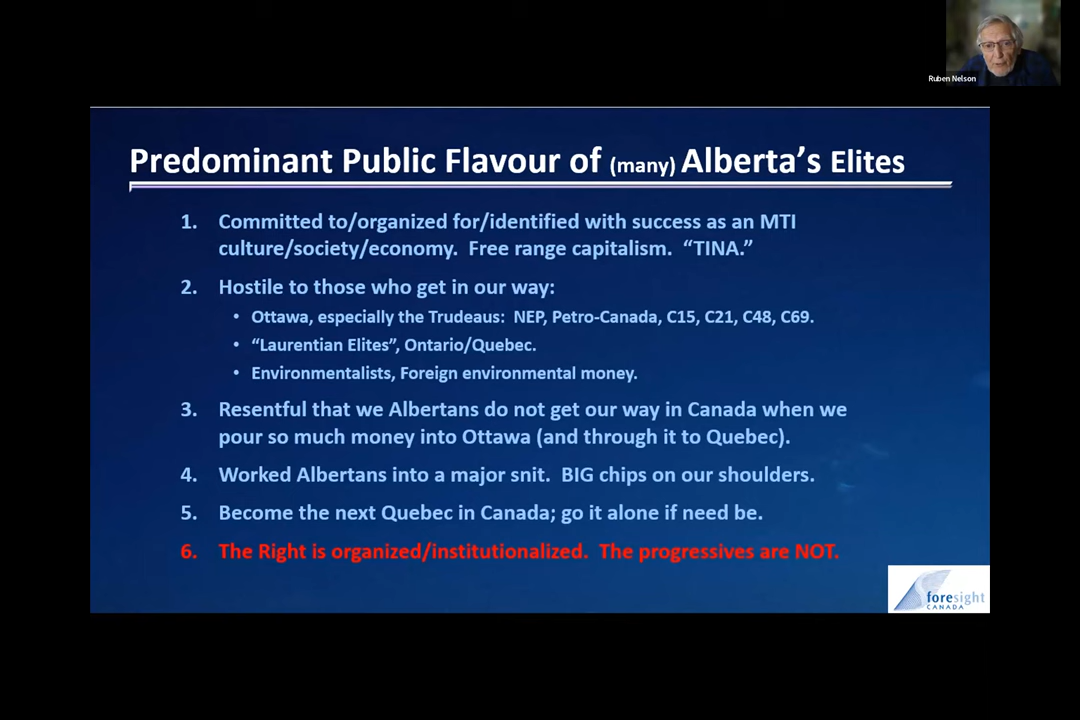 Ruben Nelson
Predominant Public Flavour of (many) Alberta's Elites
1. Committed to/organized for/identified with success as an MTI
culture/society/economy. Free range capitalism. “TINA.”
2. Hostile to those who get in our way:
• Ottawa, especially the Trudeaus: NEP, Petro-Canada, C15, C21, C48, C69.
• “Laurentian Elites”, Ontario/Quebec.
• Environmentalists, Foreign environmental money.
3. Resentful that we Albertans do not get our way in Canada when we
pour so much money into Ottawa (and through it to Quebec).
4. Worked Albertans into a major snit. BIG chips on our shoulders.
5. Become the next Quebec in Canada; go it alone if need be.
6. The Right is organized/institutionalized. The progressives are NOT.
foresight
CANADA